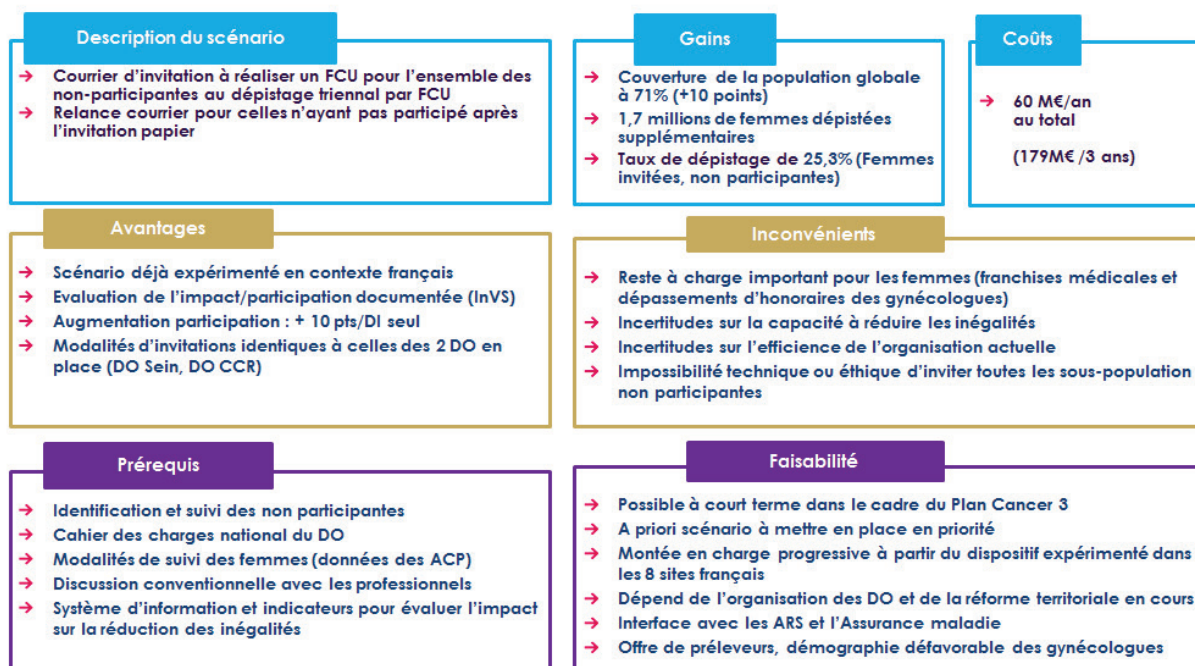 Description du scénario
→ Courrier d'invitation à réaliser un FCU pour l'ensemble des
non-participantes au dépistage triennal par FCU
→ Relance courrier pour celles n'ayant pas participé après
l'invitation papier
Gains
→ Couverture de la population globale
à 71% (+10 points)
→ 1,7 millions de femmes dépistées
supplémentaires
→ Taux de dépistage de 25,3% (Femmes
invitées, non participantes)
Coûts
→ 60 M€/an
au total
(179M€ /3 ans)
Avantages
→ Scénario déjà expérimenté en contexte français
→ Evaluation de l'impact/participation documentée (InVS)
→ Augmentation participation : + 10 pts/DI seul
→ Modalités d'invitations identiques à celles des 2 DO en
place (DO Sein, DO CCR)
Inconvénients
→ Reste à charge important pour les femmes (franchises médicales et
dépassements d'honoraires des gynécologues)
→ Incertitudes sur la capacité à réduire les inégalités
→ Incertitudes sur l'efficience de l'organisation actuelle
→ Impossibilité technique ou éthique d'inviter toutes les sous-population
non participantes
Prérequis
→ Identification et suivi des non participantes
→ Cahier des charges national du DO
→ Modalités de suivi des femmes (données des ACP)
→ Discussion conventionnelle avec les professionnels
→ Système d'information et indicateurs pour évaluer l'impact
sur la réduction des inégalités
Faisabilité
→ Possible à court terme dans le cadre du Plan Cancer 3
→ A priori scénario à mettre en place en priorité
→ Montée en charge progressive à partir du dispositif expérimenté dans
les 8 sites français
→ Dépend de l'organisation des DO et de la réforme territoriale en cours
→ Interface avec les ARS et l'Assurance maladie
→ Offre de préleveurs, démographie défavorable des gynécologues